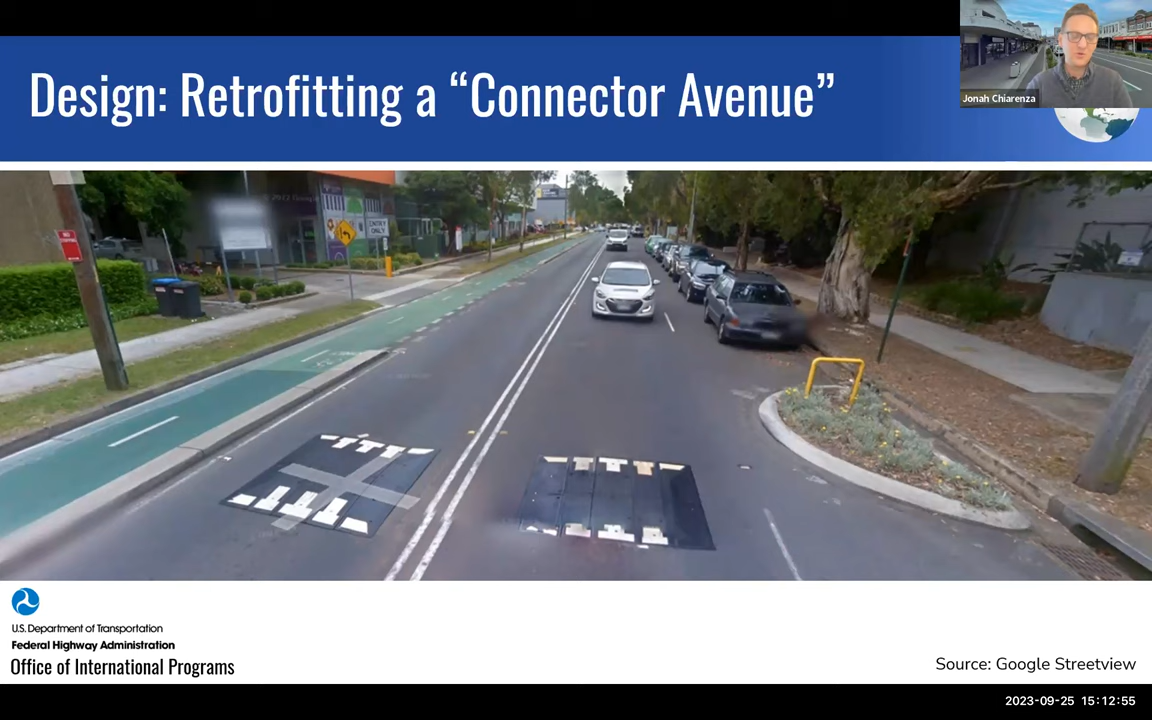 Design: Retrofitting a “Connector Avenue”
Jonah Chiarenza
ENTRY
ONLY
U.S. Department of Transportation
Federal Highway Administration
Office of International Programs
Source: Google Streetview
2023-09-25 15:12:55